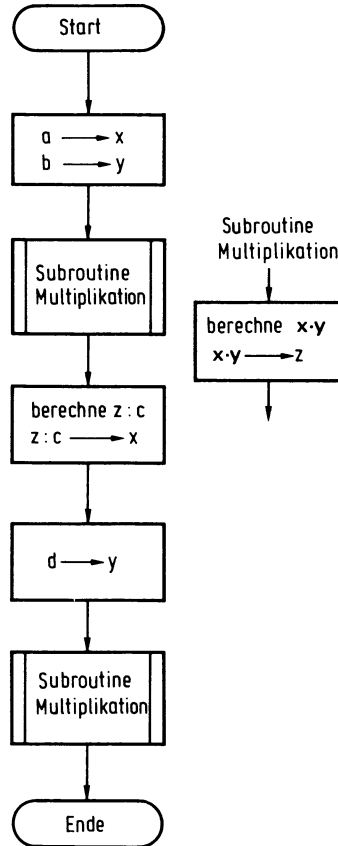 Start
a ⟶ x
b ⟶ y
Subroutine
Multiplikation
berechne z : c
z : c ⟶ x
d ⟶ y
Subroutine
Multiplikation
Ende
Subroutine
Multiplikation
berechne x·y
x·y ⟶ z